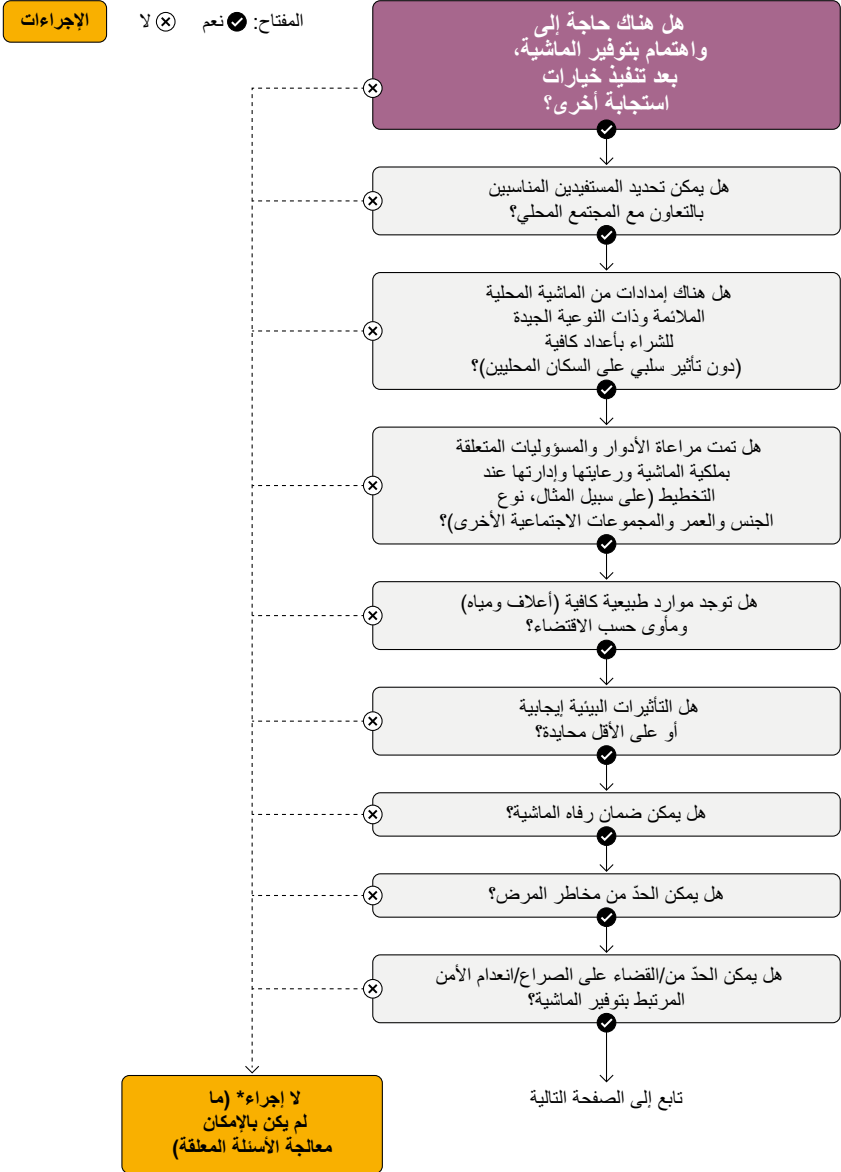 الإجراءات
المفتاح: نعم لا
هل هناك حاجة إلى
واهتمام بتوفير الماشية،
بعد تنفيذ خيارات
استجابة أخرى؟
هل يمكن تحديد المستفيدين المناسبين
بالتعاون مع المجتمع المحلي؟
هل هناك إمدادات من الماشية المحلية
الملائمة وذات النوعية الجيدة
للشراء بأعداد كافية
(دون تأثير سلبي على السكان المحليين)؟
هل تمت مراعاة الأدوار والمسؤوليات المتعلقة
بملكية الماشية ورعايتها وإدارتها عند
التخطيط (على سبيل المثال، نوع
الجنس والعمر والمجموعات الاجتماعية الأخرى)؟
هل توجد موارد طبيعية كافية (أعلاف ومياه)
ومأوى حسب الاقتضاء؟
هل التأثيرات البيئية إيجابية
أو على الأقل محايدة؟
هل يمكن ضمان رفاه الماشية؟
هل يمكن الحدّ من مخاطر المرض؟
هل يمكن الحدّ من/القضاء على الصراع/انعدام الأمن
المرتبط بتوفير الماشية؟
تابع إلى الصفحة التالية
لا إجراء* (ما
لم يكن بالإمكان
معالجة الأسئلة المعلقة)